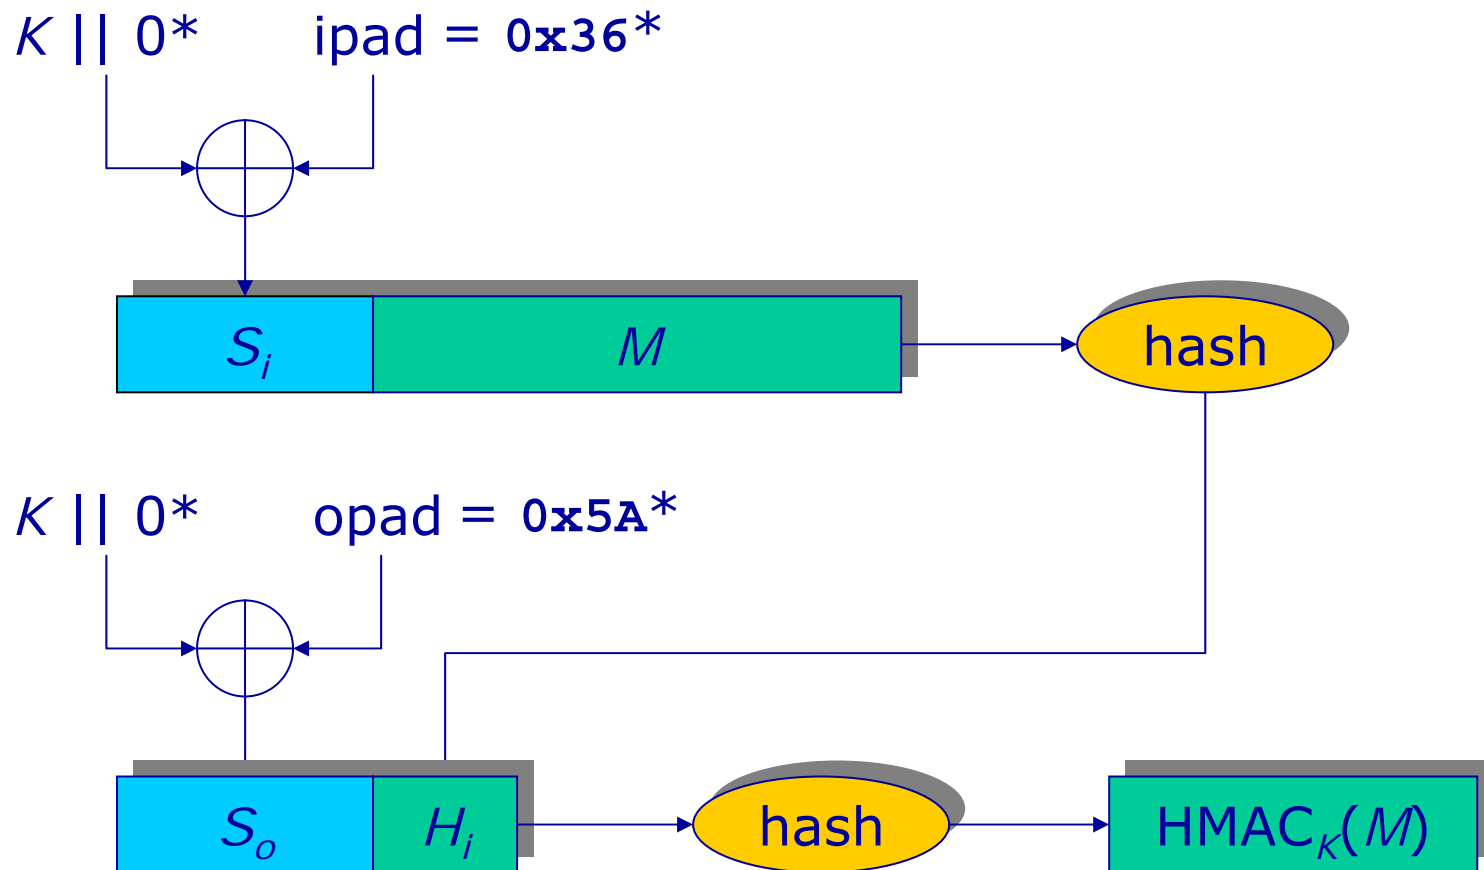 K || 0* ipad = 0x36*
S_i M hash
K || 0* opad = 0x5A*
S_o H_i hash HMAC_K(M)